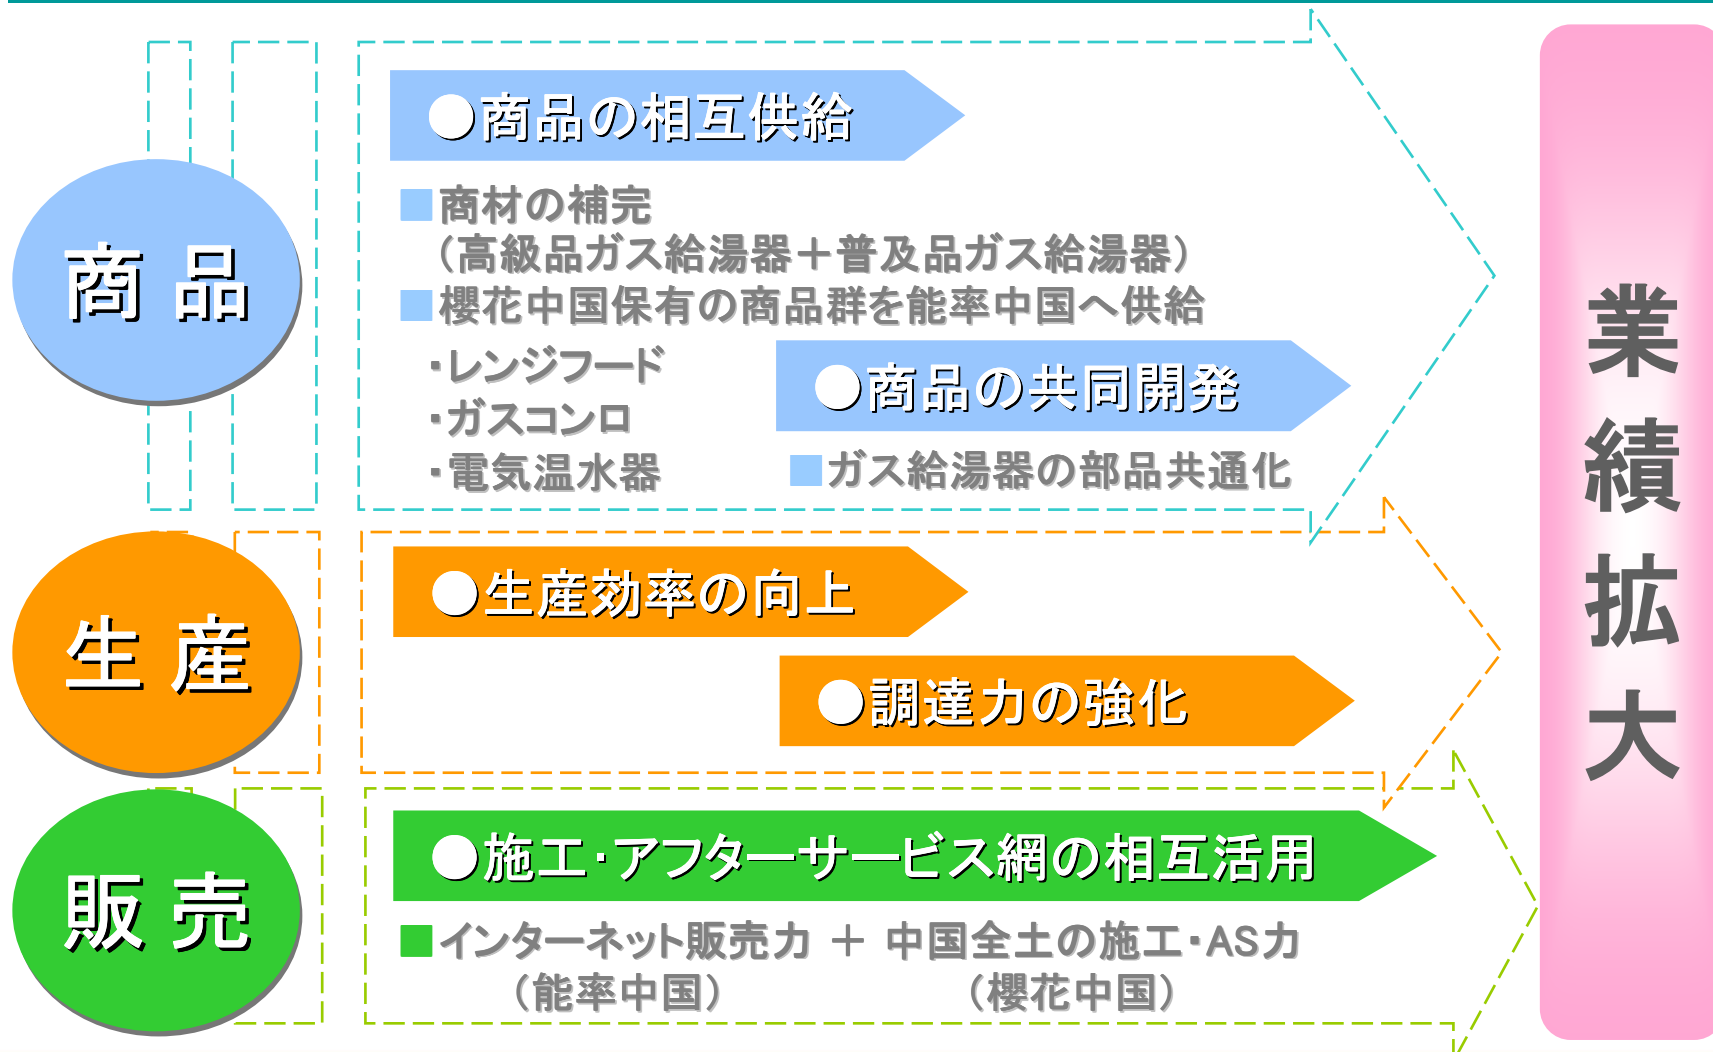 商品
●商品の相互供給
■商材の補完
（高級品ガス給湯器＋普及品ガス給湯器）
■櫻花中国保有の商品群を能率中国へ供給
・レンジフード
・ガスコンロ
・電気温水器
●商品の共同開発
■ガス給湯器の部品共通化
生産
●生産効率の向上
●調達力の強化
販売
●施工・アフターサービス網の相互活用
■インターネット販売力 ＋ 中国全土の施工・AS力
（能率中国） （櫻花中国）
業績拡大